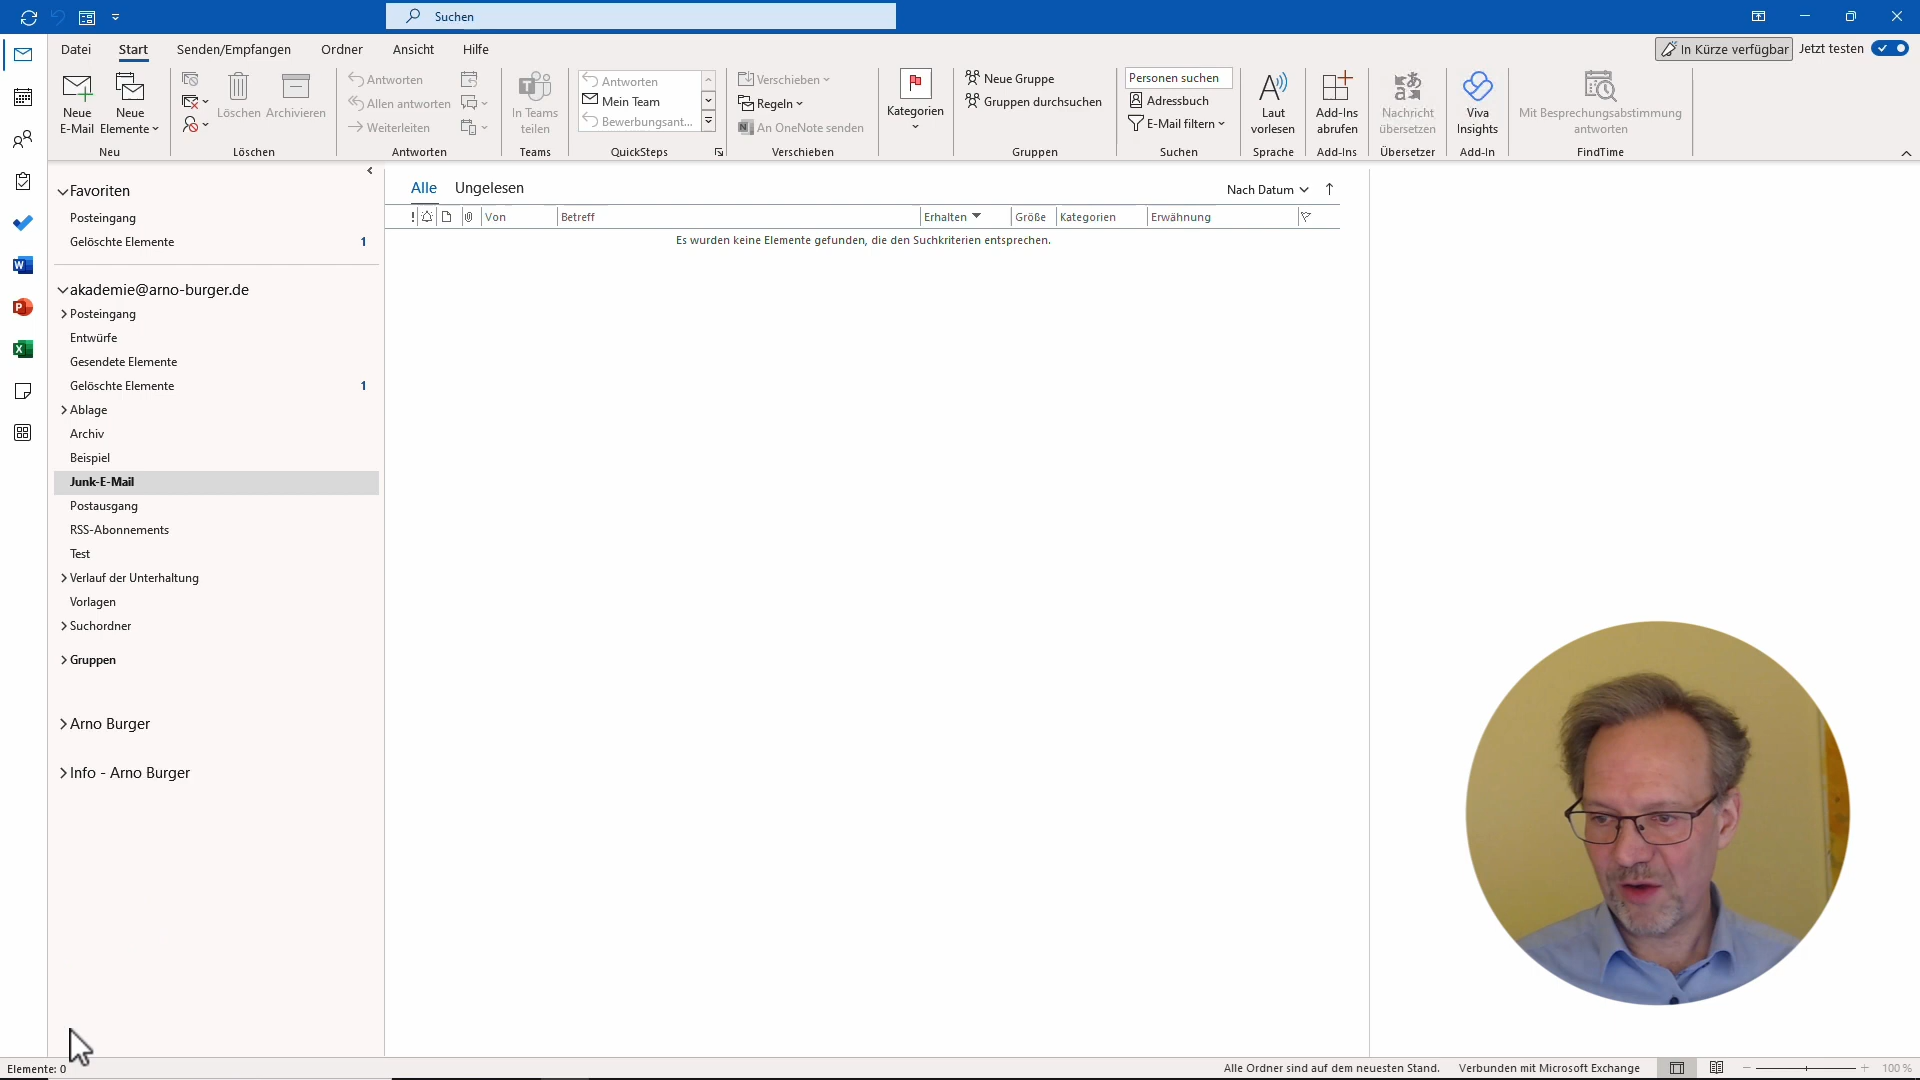 Suchen
Datei Start Senden/Empfangen Ordner Ansicht Hilfe
In Kürze verfügbar Jetzt testen
Neue E-Mail
Neue Elemente
Neu
Löschen
Archivieren
Löschen
Antworten
Allen antworten
Weiterleiten
Antworten
In Teams teilen
Teams
Antworten
Mein Team
Bewerbungsant...
QuickSteps
Verschieben
Regeln
An OneNote senden
Verschieben
Kategorien
Neue Gruppe
Gruppen durchsuchen
Gruppen
Personen suchen
Adressbuch
E-Mail filtern
Suchen
Laut vorlesen
Sprache
Add-Ins abrufen
Add-Ins
Nachricht übersetzen
Übersetzer
Viva Insights
Add-In
Mit Besprechungsabstimmung antworten
FindTime
Favoriten
Posteingang
Gelöschte Elemente 1
akademie@arno-burger.de
Posteingang
Entwürfe
Gesendete Elemente
Gelöschte Elemente 1
Ablage
Archiv
Beispiel
Junk-E-Mail
Postausgang
RSS-Abonnements
Test
Verlauf der Unterhaltung
Vorlagen
Suchordner
Gruppen
Arno Burger
Info - Arno Burger
Alle Ungelesen
Nach Datum
Von Betreff Erhalten Größe Kategorien Erwähnung
Es wurden keine Elemente gefunden, die den Suchkriterien entsprechen.
Elemente: 0
Alle Ordner sind auf dem neuesten Stand. Verbunden mit Microsoft Exchange 100 %